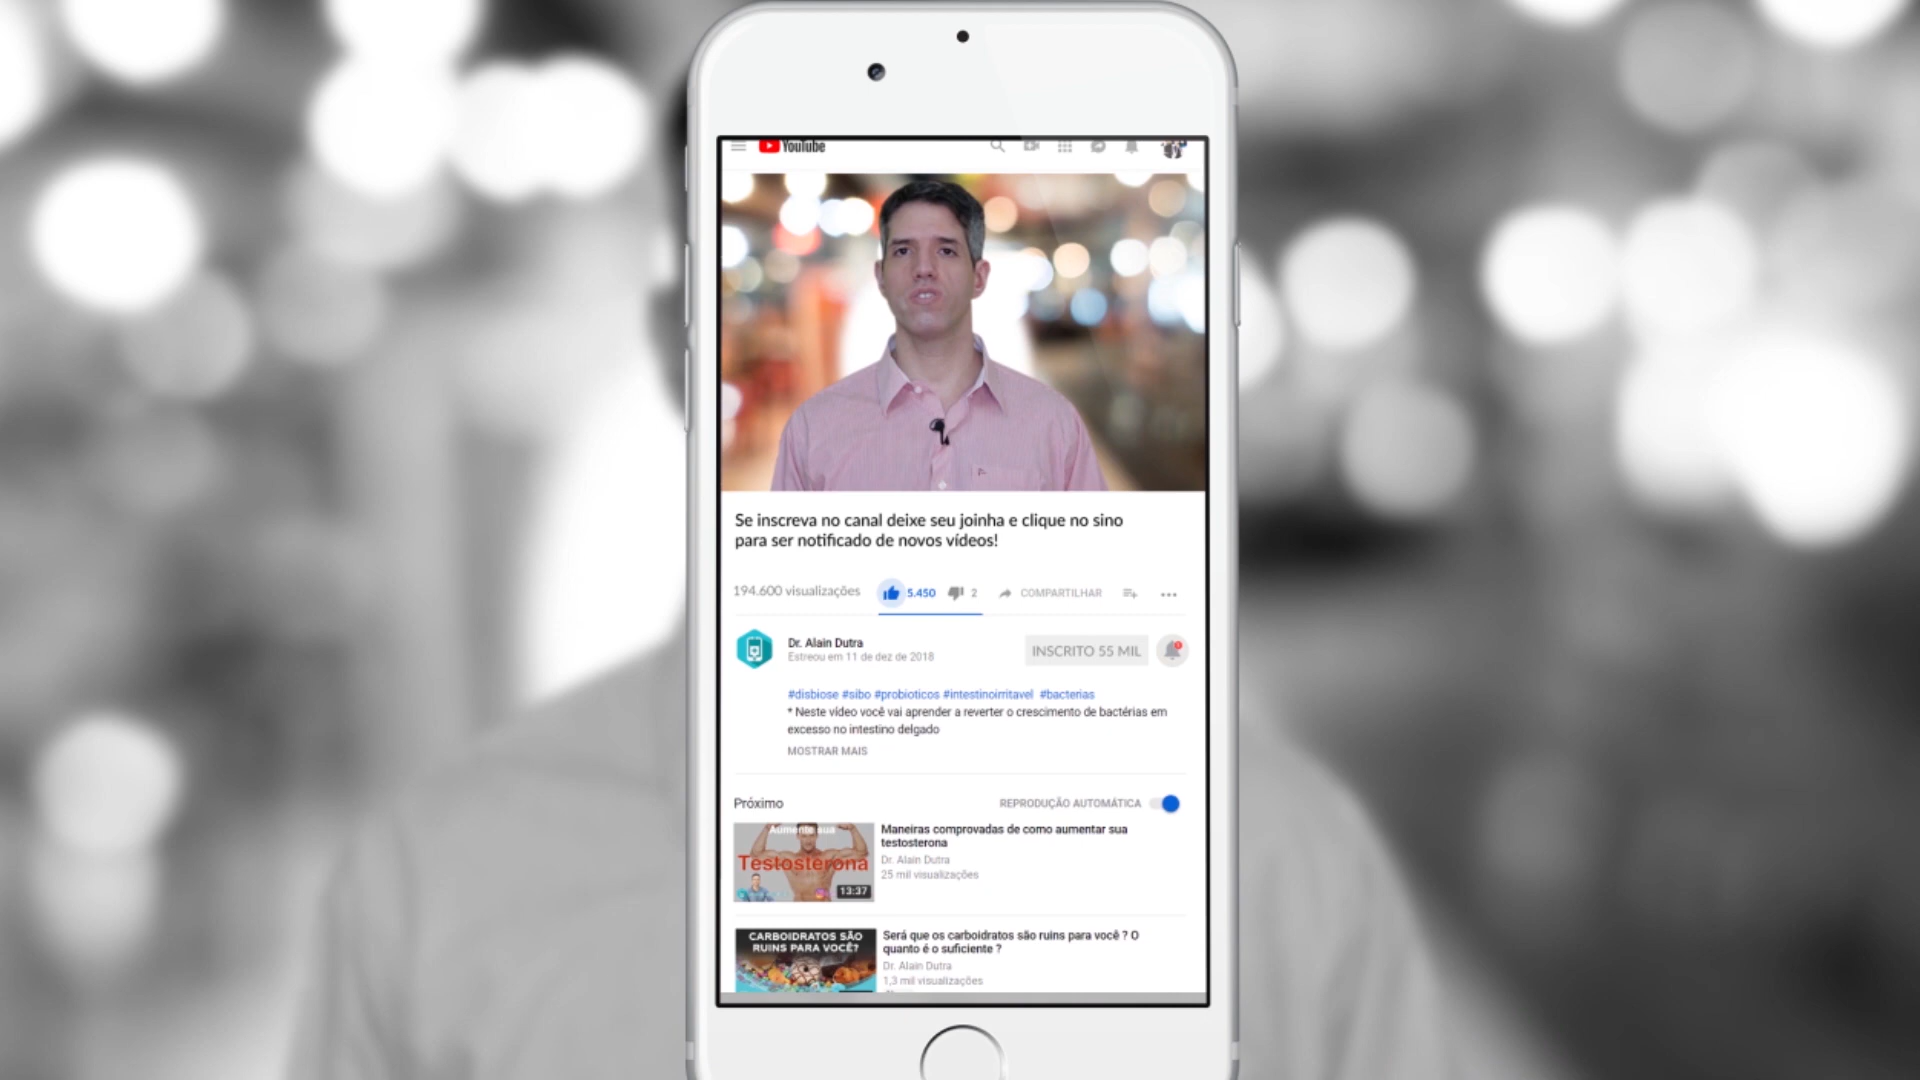 YouTube
Se inscreva no canal deixe seu joinha e clique no sino
para ser notificado de novos vídeos!
194.600 visualizações 5.450 2 COMPARTILHAR
Dr. Alain Dutra
Estreou em 11 de dez de 2018
INSCRITO 55 MIL
#disbiose #sibo #probioticos #intestinoirritavel #bacterias
* Neste vídeo você vai aprender a reverter o crescimento de bactérias em
excesso no intestino delgado
MOSTRAR MAIS
Próximo REPRODUÇÃO AUTOMÁTICA
Aumente sua
Testosterona
13:37
Maneiras comprovadas de como aumentar sua
testosterona
Dr. Alain Dutra
25 mil visualizações
CARBOIDRATOS SÃO
RUINS PARA VOCÊ?
Será que os carboidratos são ruins para você ? O
quanto é o suficiente ?
Dr. Alain Dutra
1,3 mil visualizações